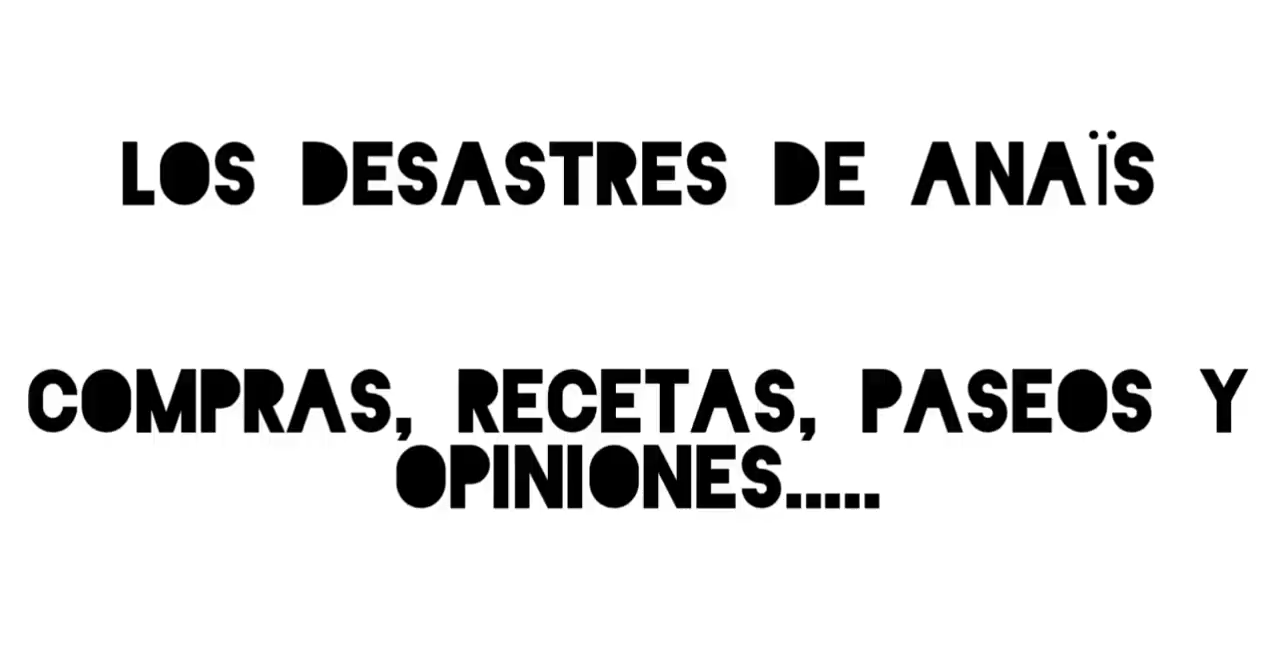 LOS DESASTRES DE ANAÏS
COMPRAS, RECETAS, PASEOS Y
OPINIONES.....